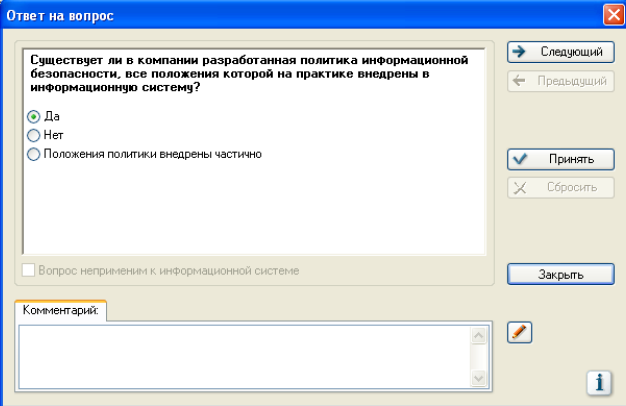 Ответ на вопрос
Существует ли в компании разработанная политика информационной
безопасности, все положения которой на практике внедрены в
информационную систему?
Да
Нет
Положения политики внедрены частично
Вопрос неприменим к информационной системе
Следующий
Предыдущий
Принять
Сбросить
Закрыть
Комментарий: